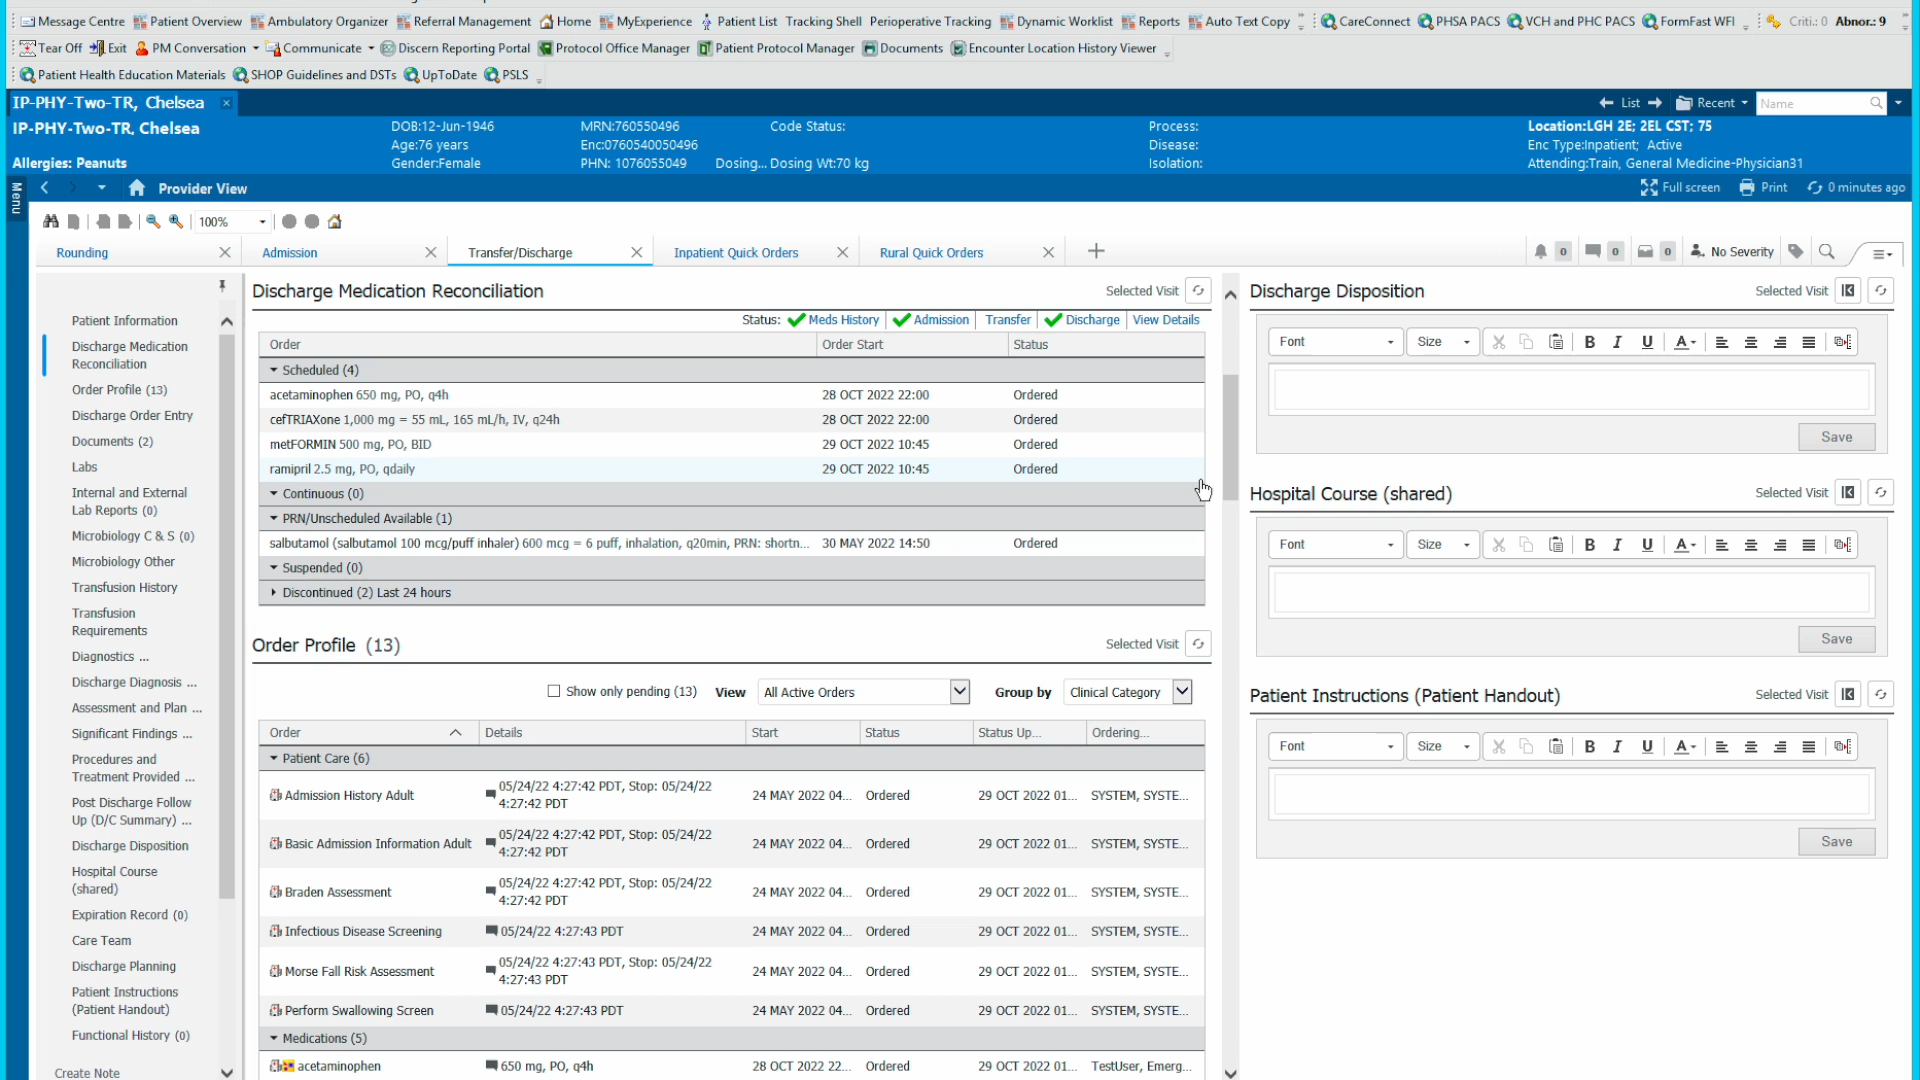 Message Centre Patient Overview Ambulatory Organizer Referral Management Home MyExperience Patient List Tracking Shell Perioperative Tracking Dynamic Worklist Reports Auto Text Copy CareConnect PHSA PACS VCH and PHC PACS FormFast WFI Criti.: 0 Abnor.: 9
Tear Off Exit PM Conversation Communicate Discern Reporting Portal Protocol Office Manager Patient Protocol Manager Documents Encounter Location History Viewer
Patient Health Education Materials SHOP Guidelines and DSTs UpToDate PSLS
IP-PHY-Two-TR, Chelsea List Recent Name
IP-PHY-Two-TR, Chelsea DOB:12-Jun-1946 MRN:760550496 Code Status: Process: Location:LGH 2E; 2EL CST; 75
Age:76 years Enc:0760540050496 Disease: Enc Type:Inpatient; Active
Allergies: Peanuts Gender:Female PHN: 1076055049 Dosing... Dosing Wt:70 kg Isolation: Attending:Train, General Medicine-Physician31
Menu
Provider View Full screen Print 0 minutes ago
100%
Rounding Admission Transfer/Discharge Inpatient Quick Orders Rural Quick Orders 0 0 0 No Severity
Patient Information
Discharge Medication
Reconciliation
Order Profile (13)
Discharge Order Entry
Documents (2)
Labs
Internal and External
Lab Reports (0)
Microbiology C & S (0)
Microbiology Other
Transfusion History
Transfusion
Requirements
Diagnostics ...
Discharge Diagnosis ...
Assessment and Plan ...
Significant Findings ...
Procedures and
Treatment Provided ...
Post Discharge Follow
Up (D/C Summary) ...
Discharge Disposition
Hospital Course
(shared)
Expiration Record (0)
Care Team
Discharge Planning
Patient Instructions
(Patient Handout)
Functional History (0)
Create Note
Discharge Medication Reconciliation Selected Visit
Status: Meds History Admission Transfer Discharge View Details
Order Order Start Status
Scheduled (4)
acetaminophen 650 mg, PO, q4h 28 OCT 2022 22:00 Ordered
cefTRIAXone 1,000 mg = 55 mL, 165 mL/h, IV, q24h 28 OCT 2022 22:00 Ordered
metFORMIN 500 mg, PO, BID 29 OCT 2022 10:45 Ordered
ramipril 2.5 mg, PO, qdaily 29 OCT 2022 10:45 Ordered
Continuous (0)
PRN/Unscheduled Available (1)
salbutamol (salbutamol 100 mcg/puff inhaler) 600 mcg = 6 puff, inhalation, q20min, PRN: shortn... 30 MAY 2022 14:50 Ordered
Suspended (0)
Discontinued (2) Last 24 hours
Order Profile (13) Selected Visit
Show only pending (13) View All Active Orders Group by Clinical Category
Order Details Start Status Status Up... Ordering...
Patient Care (6)
Admission History Adult 05/24/22 4:27:42 PDT, Stop: 05/24/22 4:27:42 PDT 24 MAY 2022 04... Ordered 29 OCT 2022 01... SYSTEM, SYSTE...
Basic Admission Information Adult 05/24/22 4:27:42 PDT, Stop: 05/24/22 4:27:42 PDT 24 MAY 2022 04... Ordered 29 OCT 2022 01... SYSTEM, SYSTE...
Braden Assessment 05/24/22 4:27:42 PDT, Stop: 05/24/22 4:27:42 PDT 24 MAY 2022 04... Ordered 29 OCT 2022 01... SYSTEM, SYSTE...
Infectious Disease Screening 05/24/22 4:27:43 PDT 24 MAY 2022 04... Ordered 29 OCT 2022 01... SYSTEM, SYSTE...
Morse Fall Risk Assessment 05/24/22 4:27:43 PDT, Stop: 05/24/22 4:27:43 PDT 24 MAY 2022 04... Ordered 29 OCT 2022 01... SYSTEM, SYSTE...
Perform Swallowing Screen 05/24/22 4:27:43 PDT 24 MAY 2022 04... Ordered 29 OCT 2022 01... SYSTEM, SYSTE...
Medications (5)
acetaminophen 650 mg, PO, q4h 28 OCT 2022 22... Ordered 29 OCT 2022 01... TestUser, Emerg...
Discharge Disposition Selected Visit
Font Size B I U A
Save
Hospital Course (shared) Selected Visit
Font Size B I U A
Save
Patient Instructions (Patient Handout) Selected Visit
Font Size B I U A
Save